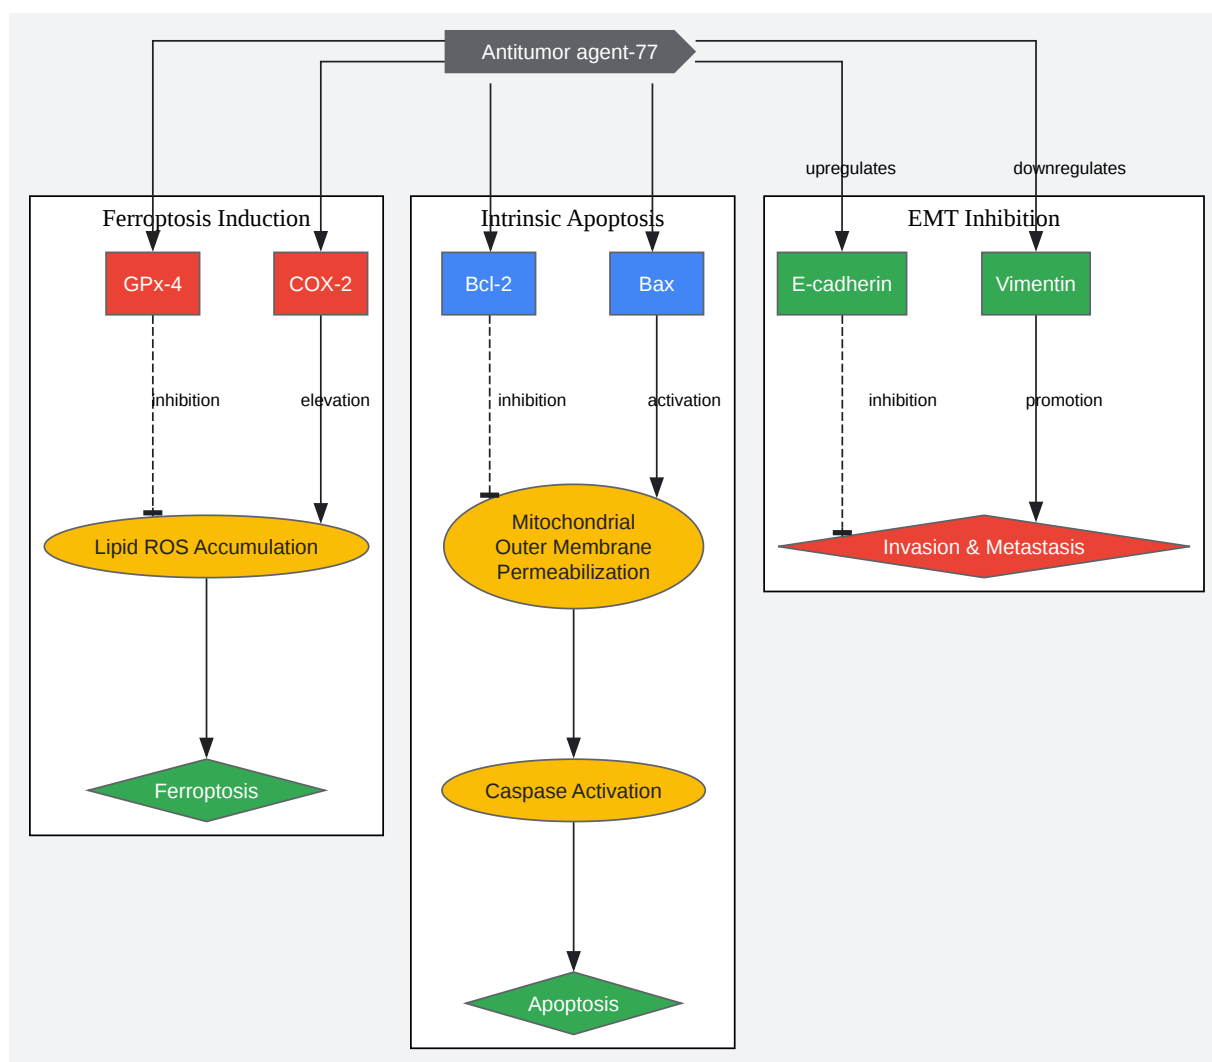 Antitumor agent-77
upregulates
downregulates
Ferroptosis Induction
Intrinsic Apoptosis
EMT Inhibition
GPx-4
COX-2
Bcl-2
Bax
E-cadherin
Vimentin
inhibition
elevation
inhibition
activation
inhibition
promotion
Lipid ROS Accumulation
Mitochondrial
Outer Membrane
Permeabilization
Invasion & Metastasis
Ferroptosis
Caspase Activation
Apoptosis